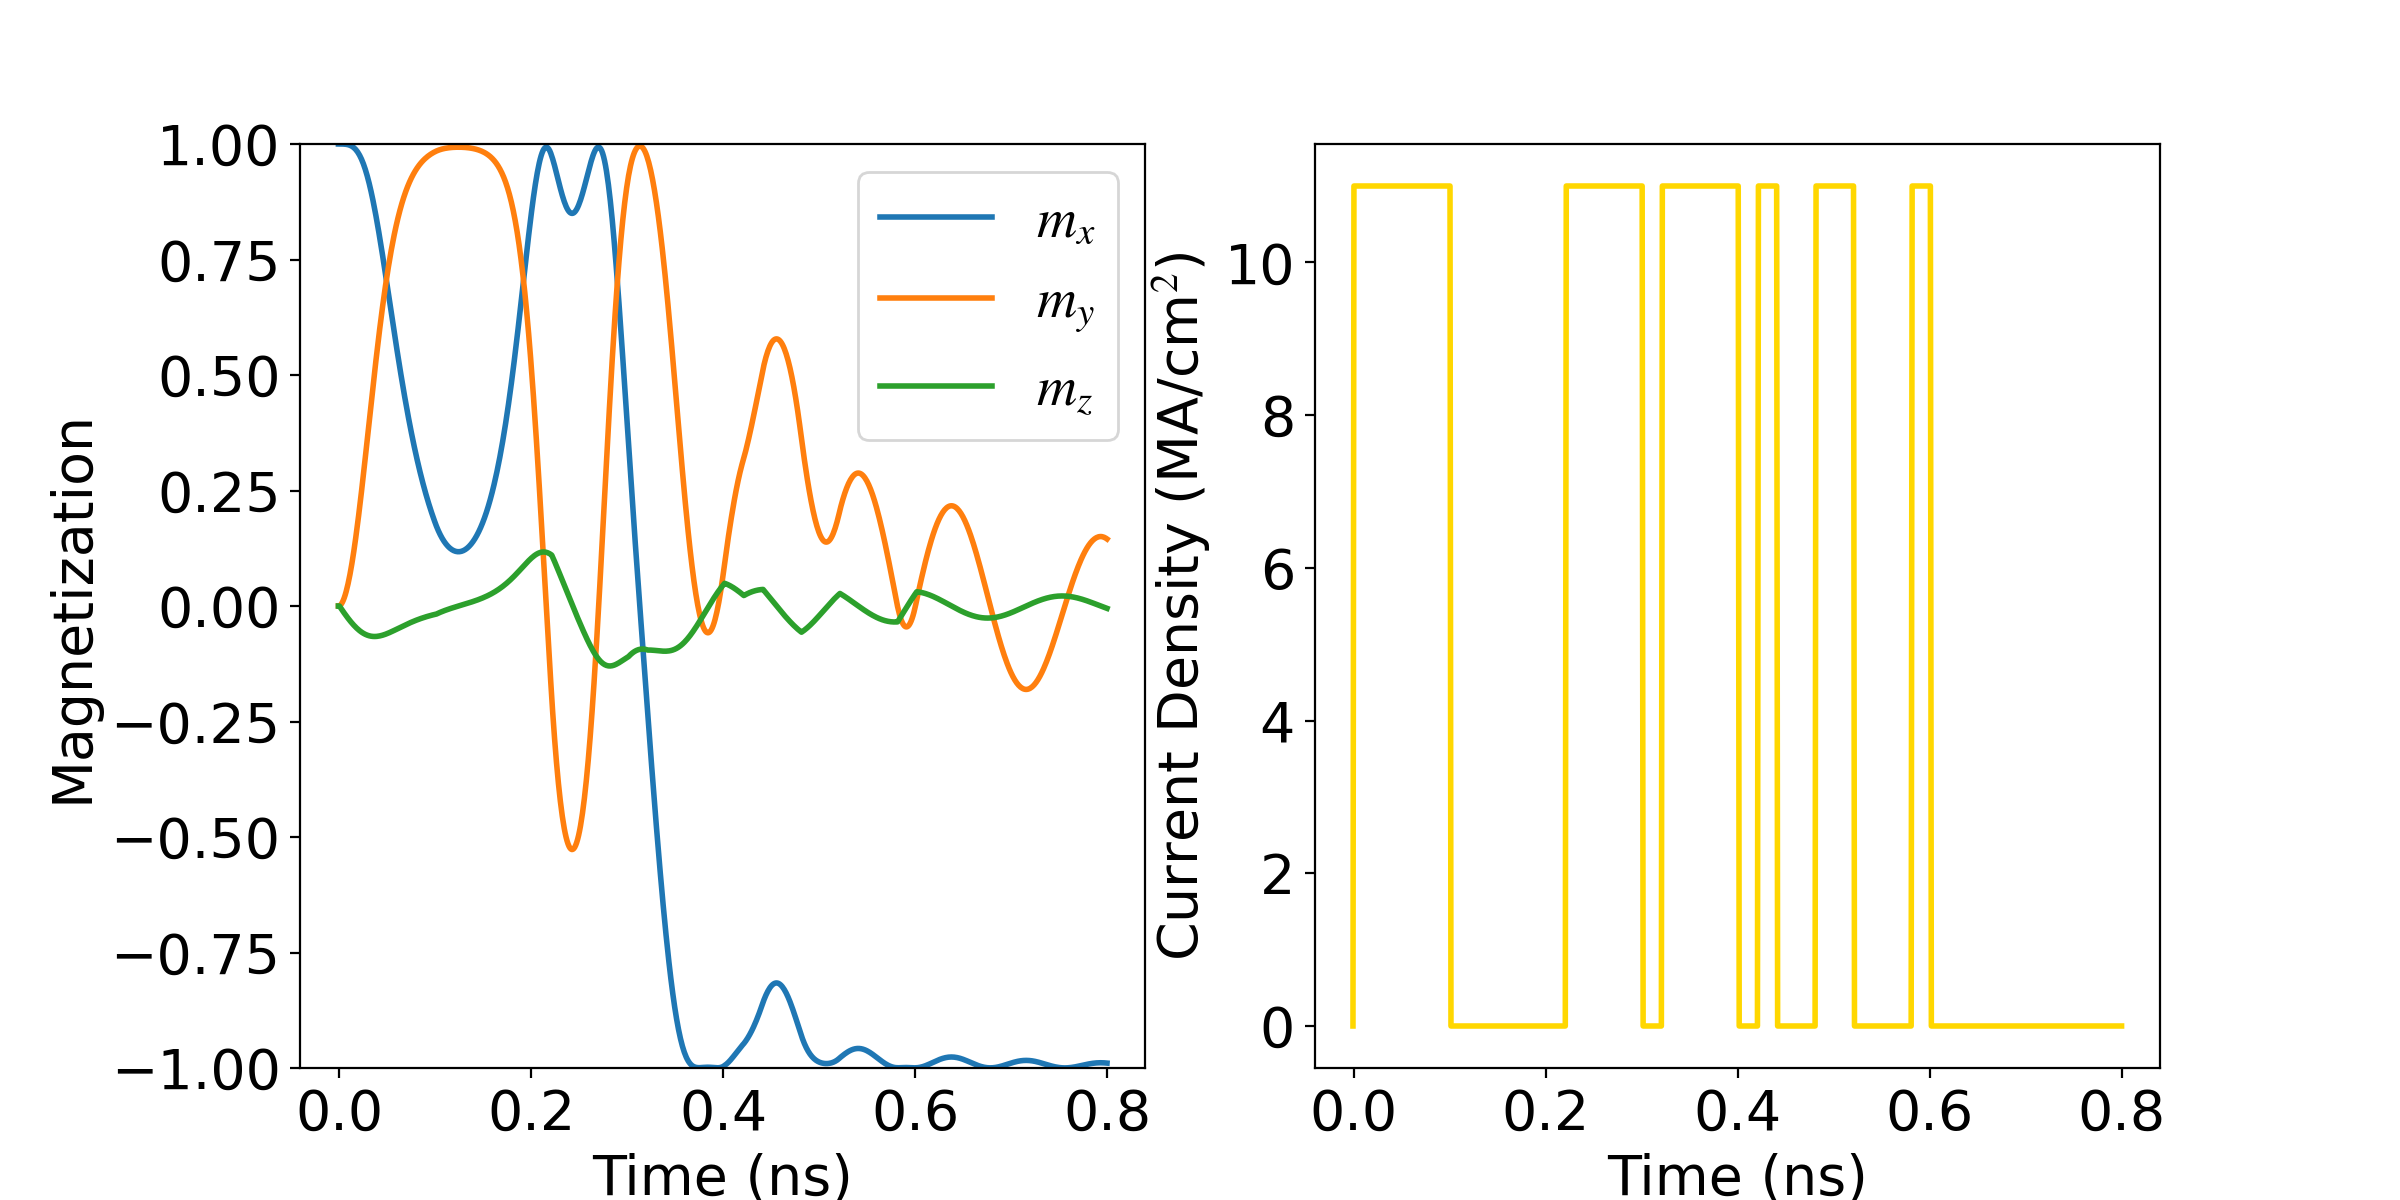 Magnetization
1.00
0.75
0.50
0.25
0.00
−0.25
−0.50
−0.75
−1.00
0.0 0.2 0.4 0.6 0.8
Time (ns)
m_x
m_y
m_z
Current Density (MA/cm²)
10
8
6
4
2
0
0.0 0.2 0.4 0.6 0.8
Time (ns)